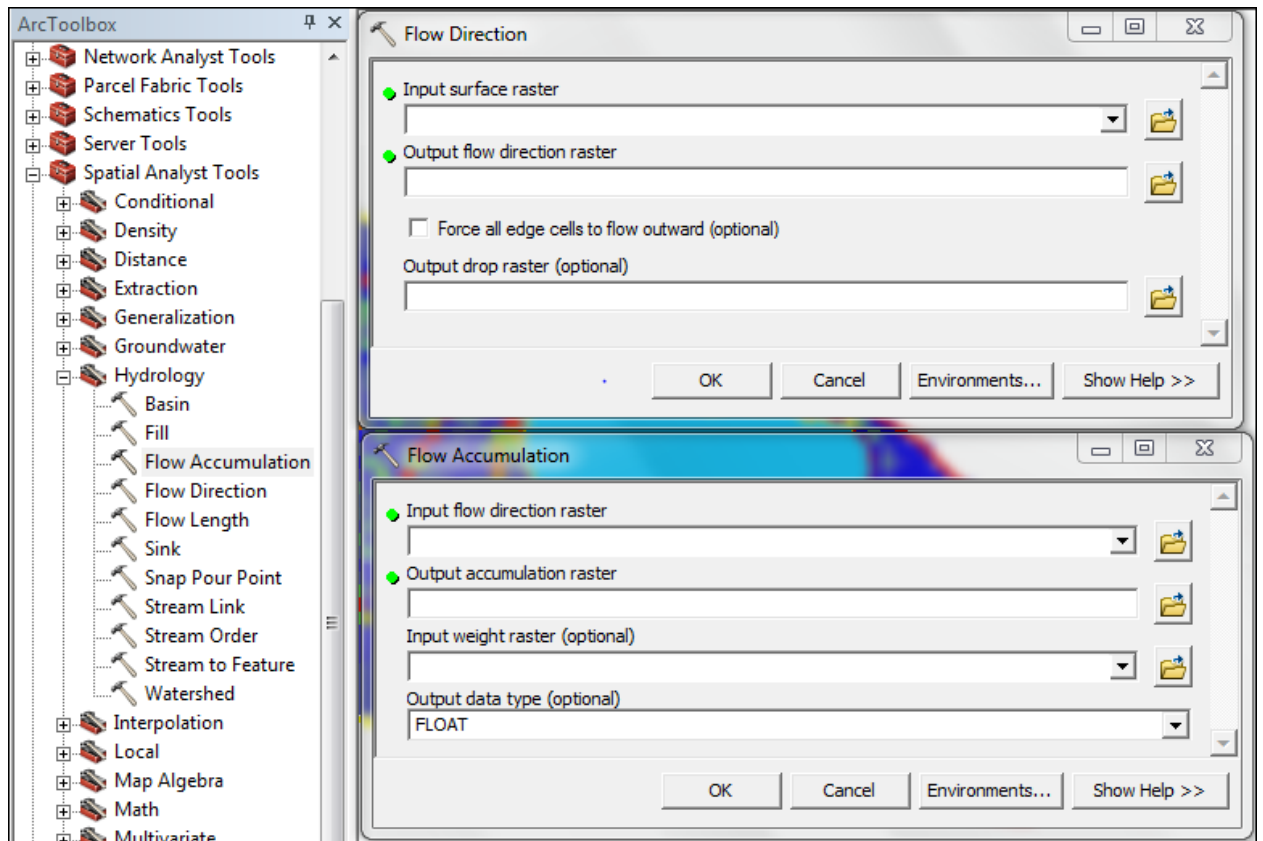 ArcToolbox
Network Analyst Tools
Parcel Fabric Tools
Schematics Tools
Server Tools
Spatial Analyst Tools
Conditional
Density
Distance
Extraction
Generalization
Groundwater
Hydrology
Basin
Fill
Flow Accumulation
Flow Direction
Flow Length
Sink
Snap Pour Point
Stream Link
Stream Order
Stream to Feature
Watershed
Interpolation
Local
Map Algebra
Math
Multivariate
Flow Direction
Input surface raster
Output flow direction raster
Force all edge cells to flow outward (optional)
Output drop raster (optional)
OK Cancel Environments... Show Help >>
Flow Accumulation
Input flow direction raster
Output accumulation raster
Input weight raster (optional)
Output data type (optional)
FLOAT
OK Cancel Environments... Show Help >>